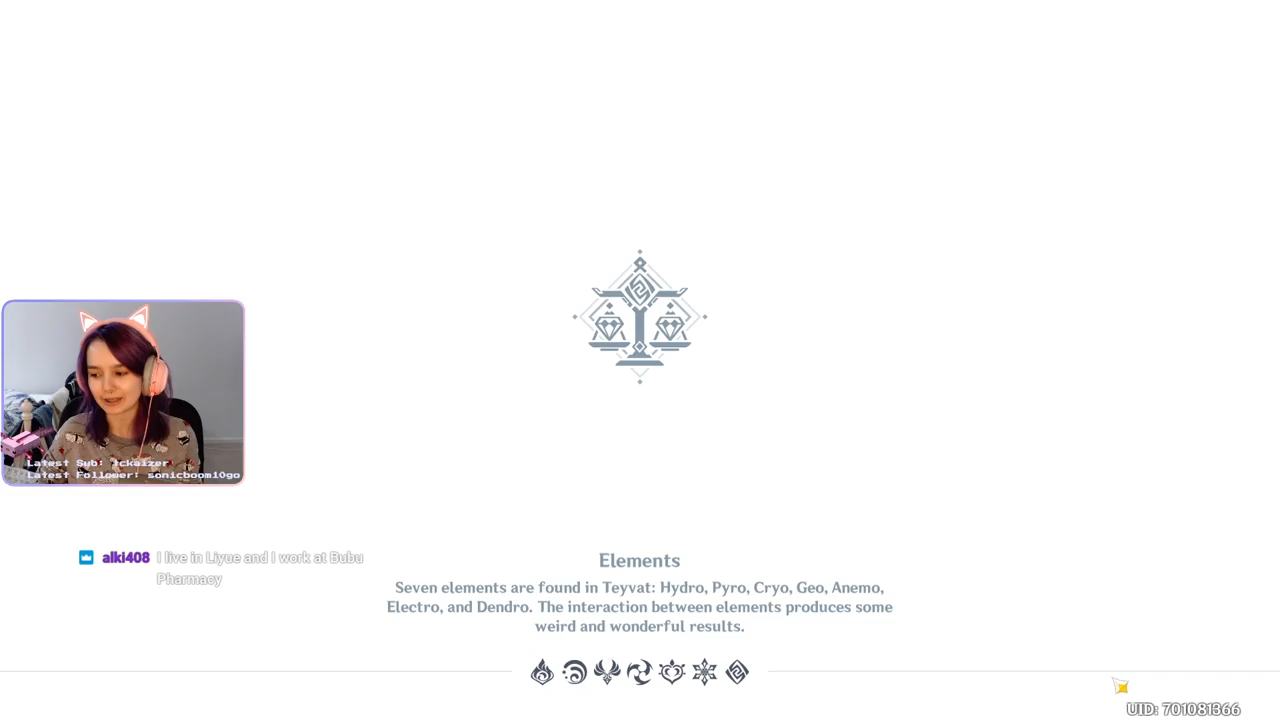 Latest Sub: ickaizer
Latest Follower: sonicboom10go
alki408 I live in Liyue and I work at Bubu
Pharmacy
Elements
Seven elements are found in Teyvat: Hydro, Pyro, Cryo, Geo, Anemo,
Electro, and Dendro. The interaction between elements produces some
weird and wonderful results.
UID: 701081366